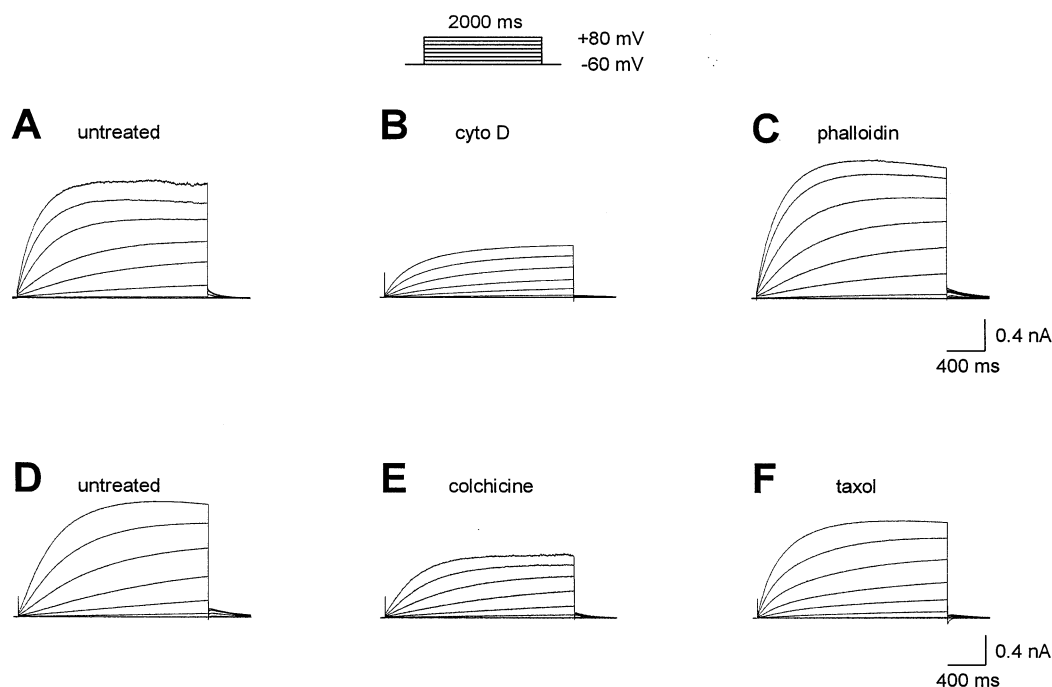 2000 ms
+80 mV
-60 mV
A untreated
B cyto D
C phalloidin
0.4 nA
400 ms
D untreated
E colchicine
F taxol
0.4 nA
400 ms